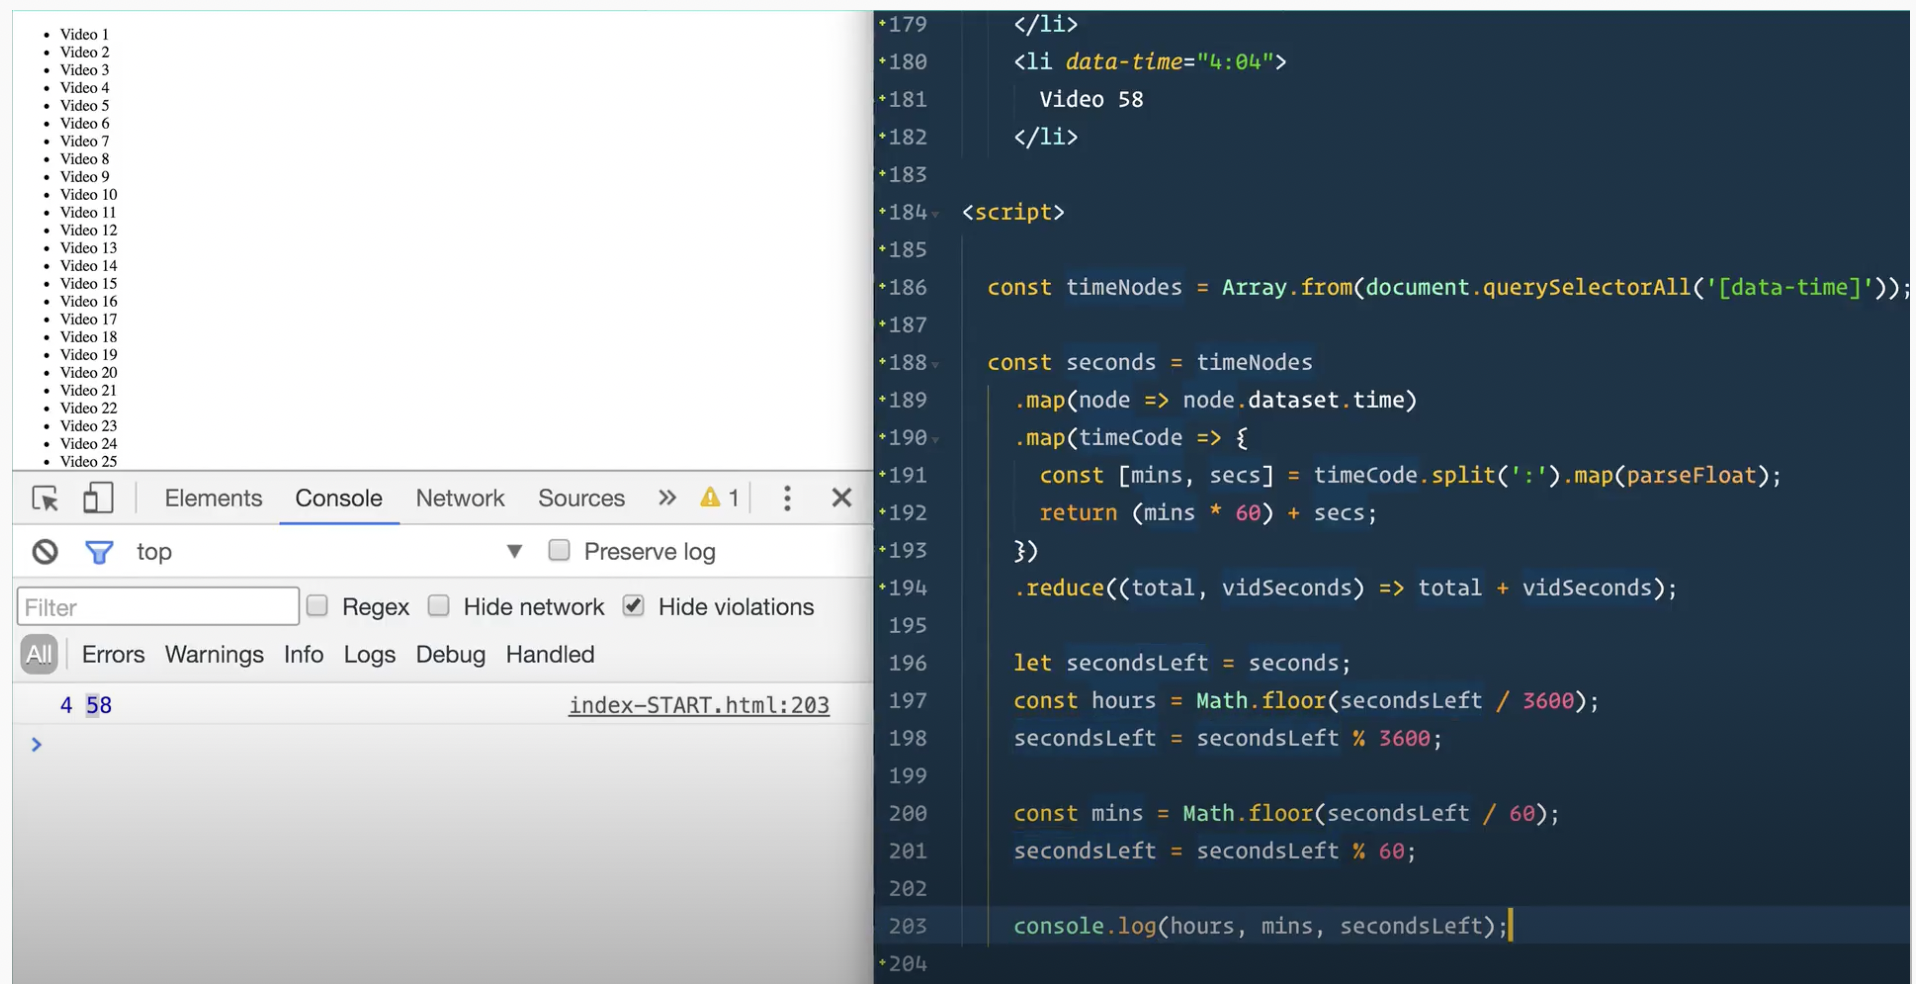 Video 1
Video 2
Video 3
Video 4
Video 5
Video 6
Video 7
Video 8
Video 9
Video 10
Video 11
Video 12
Video 13
Video 14
Video 15
Video 16
Video 17
Video 18
Video 19
Video 20
Video 21
Video 22
Video 23
Video 24
Video 25
Elements Console Network Sources » 1
top Preserve log
Filter Regex Hide network Hide violations
All Errors Warnings Info Logs Debug Handled
4 58 index-START.html:203
>
179 </li>
180 <li data-time="4:04">
181 Video 58
182 </li>
183
184 <script>
185
186 const timeNodes = Array.from(document.querySelectorAll('[data-time]'));
187
188 const seconds = timeNodes
189 .map(node => node.dataset.time)
190 .map(timeCode => {
191 const [mins, secs] = timeCode.split(':').map(parseFloat);
192 return (mins * 60) + secs;
193 })
194 .reduce((total, vidSeconds) => total + vidSeconds);
195
196 let secondsLeft = seconds;
197 const hours = Math.floor(secondsLeft / 3600);
198 secondsLeft = secondsLeft % 3600;
199
200 const mins = Math.floor(secondsLeft / 60);
201 secondsLeft = secondsLeft % 60;
202
203 console.log(hours, mins, secondsLeft);
204